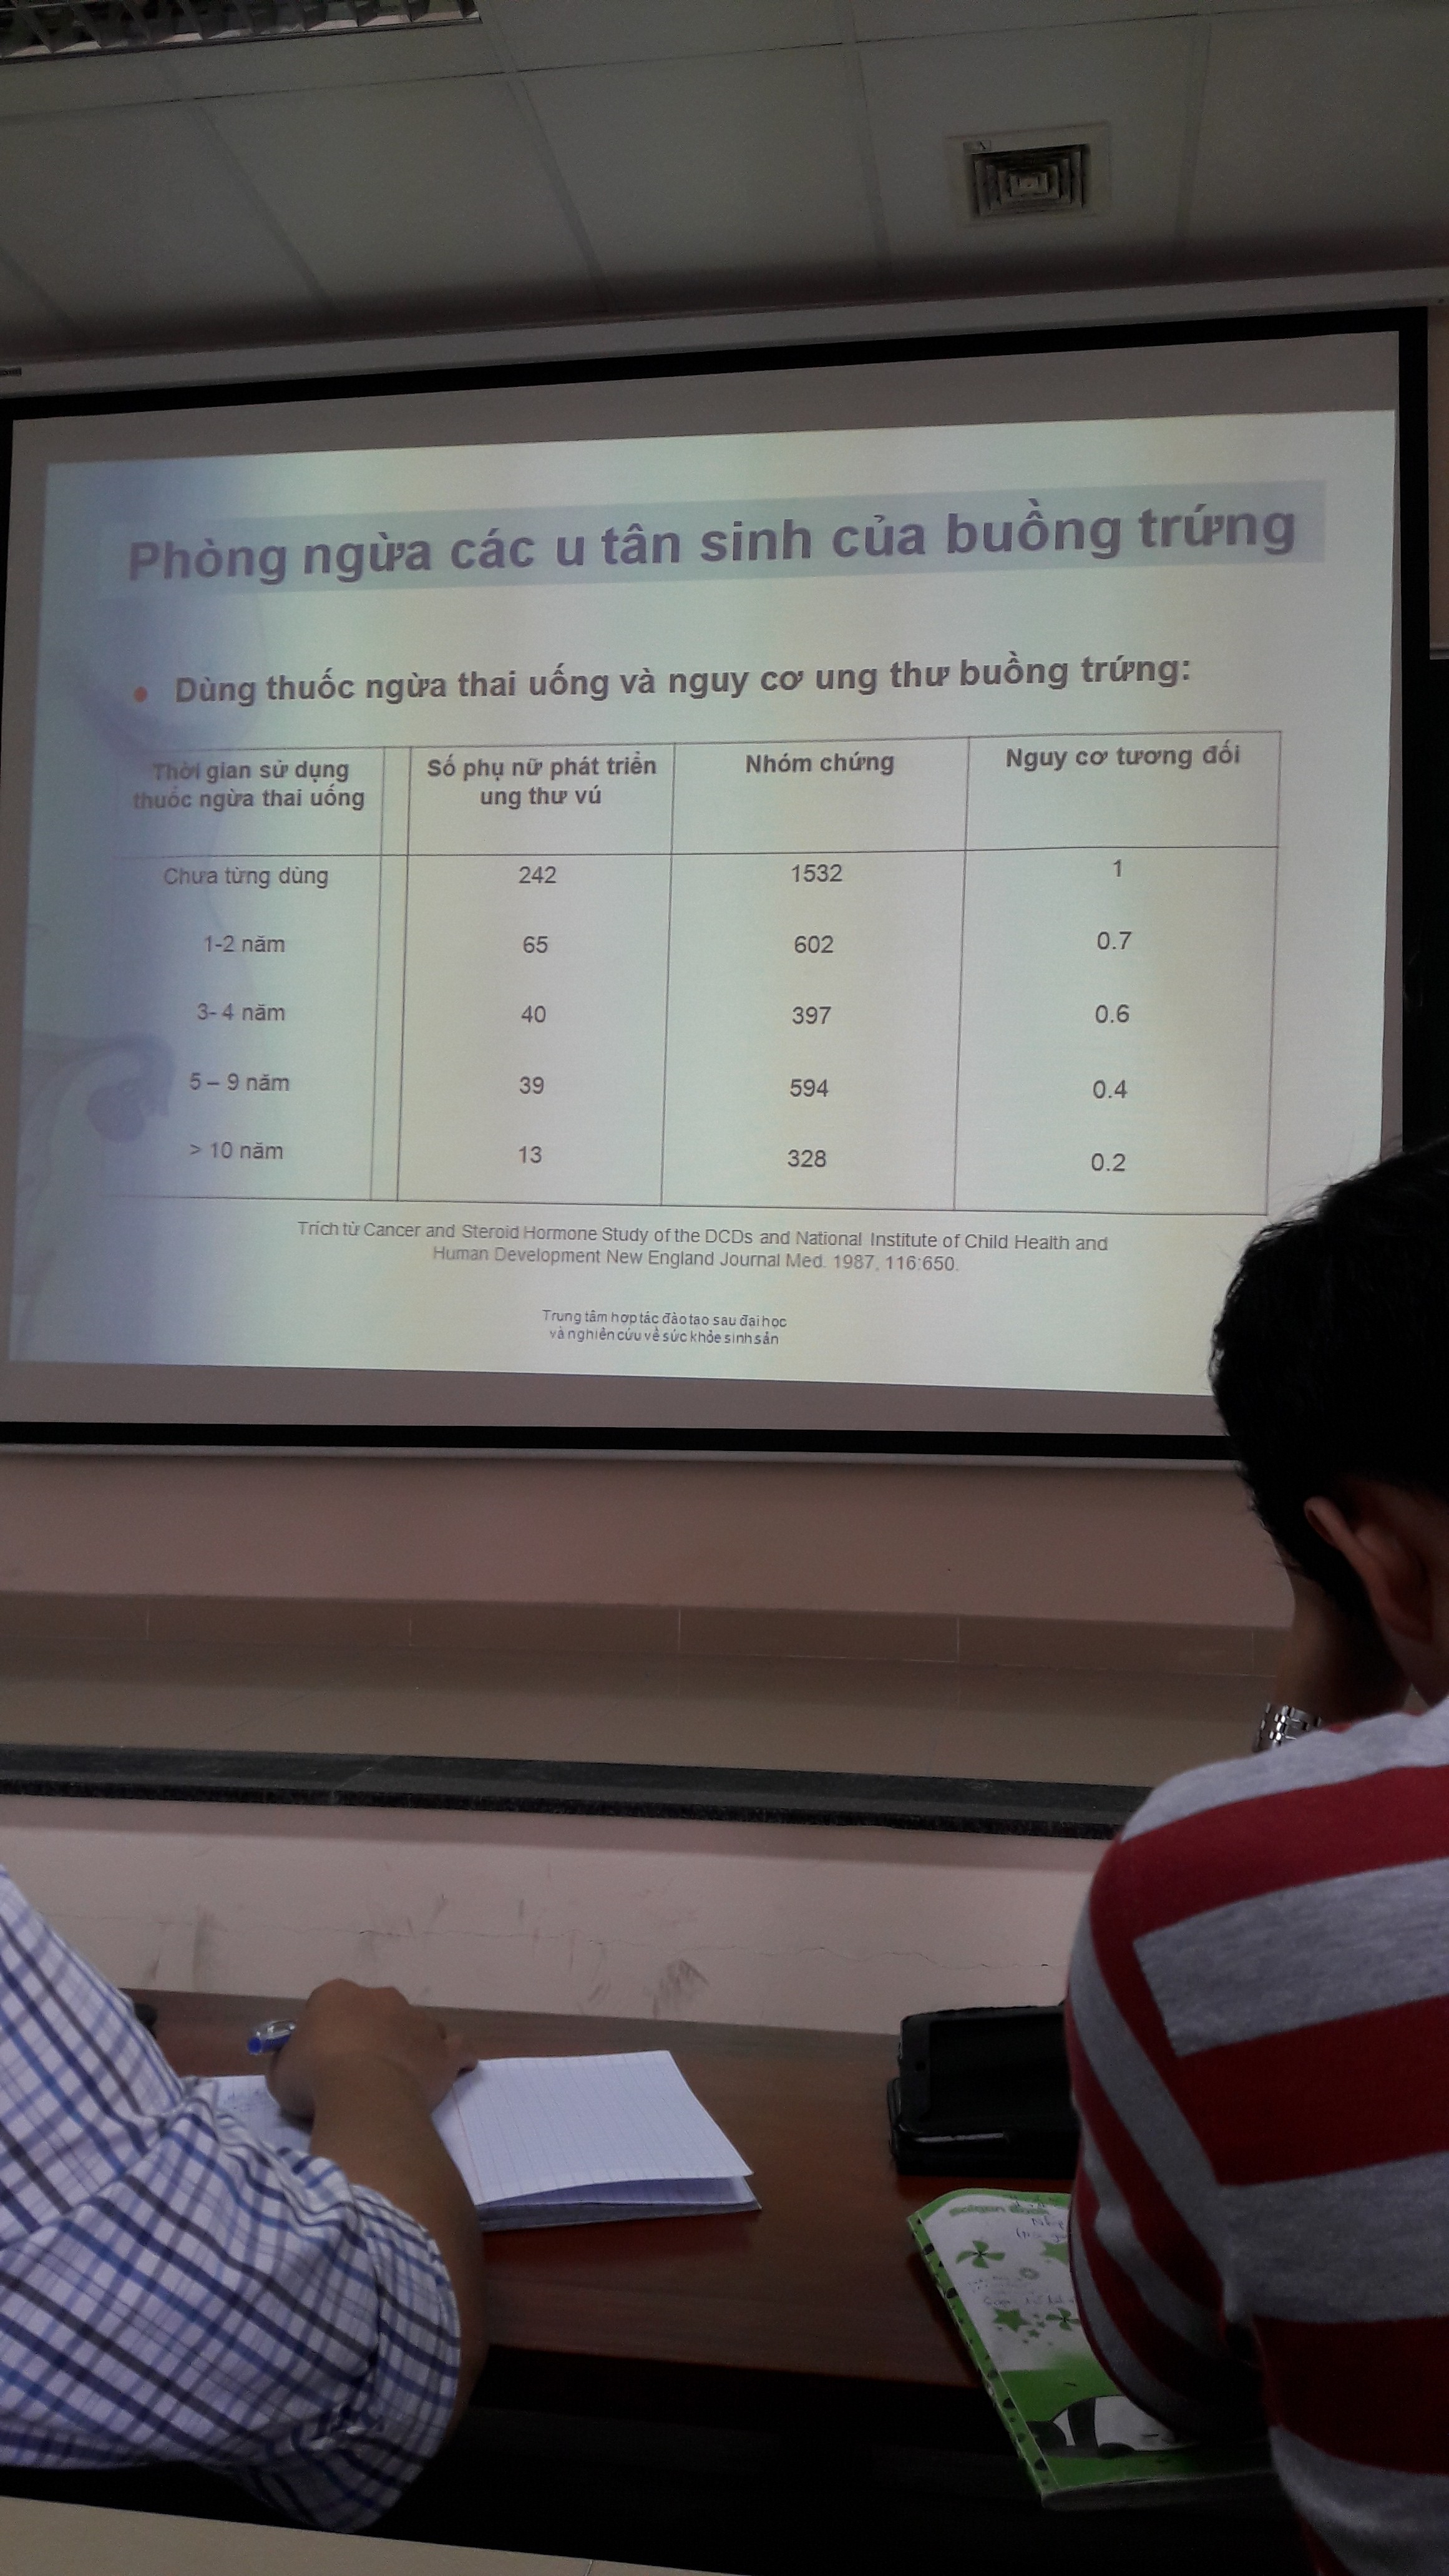 Phòng ngừa các u tân sinh của buồng trứng
• Dùng thuốc ngừa thai uống và nguy cơ ung thư buồng trứng:
Thời gian sử dụng
thuốc ngừa thai uống
Số phụ nữ phát triển
ung thư vú
Nhóm chứng
Nguy cơ tương đối
Chưa từng dùng 242 1532 1
1-2 năm 65 602 0.7
3- 4 năm 40 397 0.6
5 – 9 năm 39 594 0.4
> 10 năm 13 328 0.2
Trích từ Cancer and Steroid Hormone Study of the DCDs and National Institute of Child Health and
Human Development New England Journal Med. 1987, 116:650.
Trung tâm hợp tác đào tạo sau đại học
và nghiên cứu về sức khỏe sinh sản